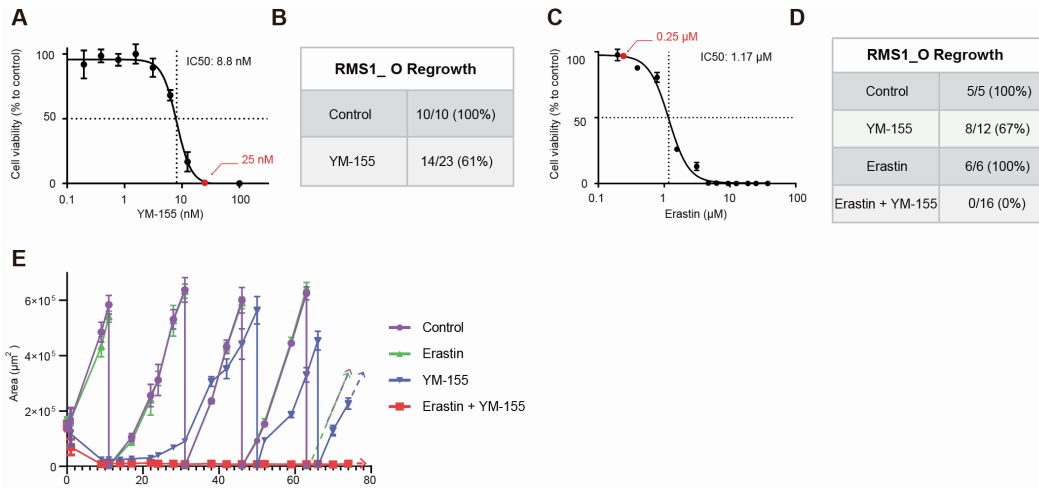 A
100
50
0
Cell viability (% to control)
IC50: 8.8 nM
25 nM
0.1
1
10
100
YM-155 (nM)
B
RMS1_ O Regrowth
Control 10/10 (100%)
YM-155 14/23 (61%)
C
0.25 µM
100
50
0
Cell viability (% to control)
IC50: 1.17 µM
0.1
1
10
100
Erastin (µM)
D
RMS1_O Regrowth
Control 5/5 (100%)
YM-155 8/12 (67%)
Erastin 6/6 (100%)
Erastin + YM-155 0/16 (0%)
E
6×10⁵
4×10⁵
2×10⁵
0
Area (µm²)
0
20
40
60
80
Control
Erastin
YM-155
Erastin + YM-155